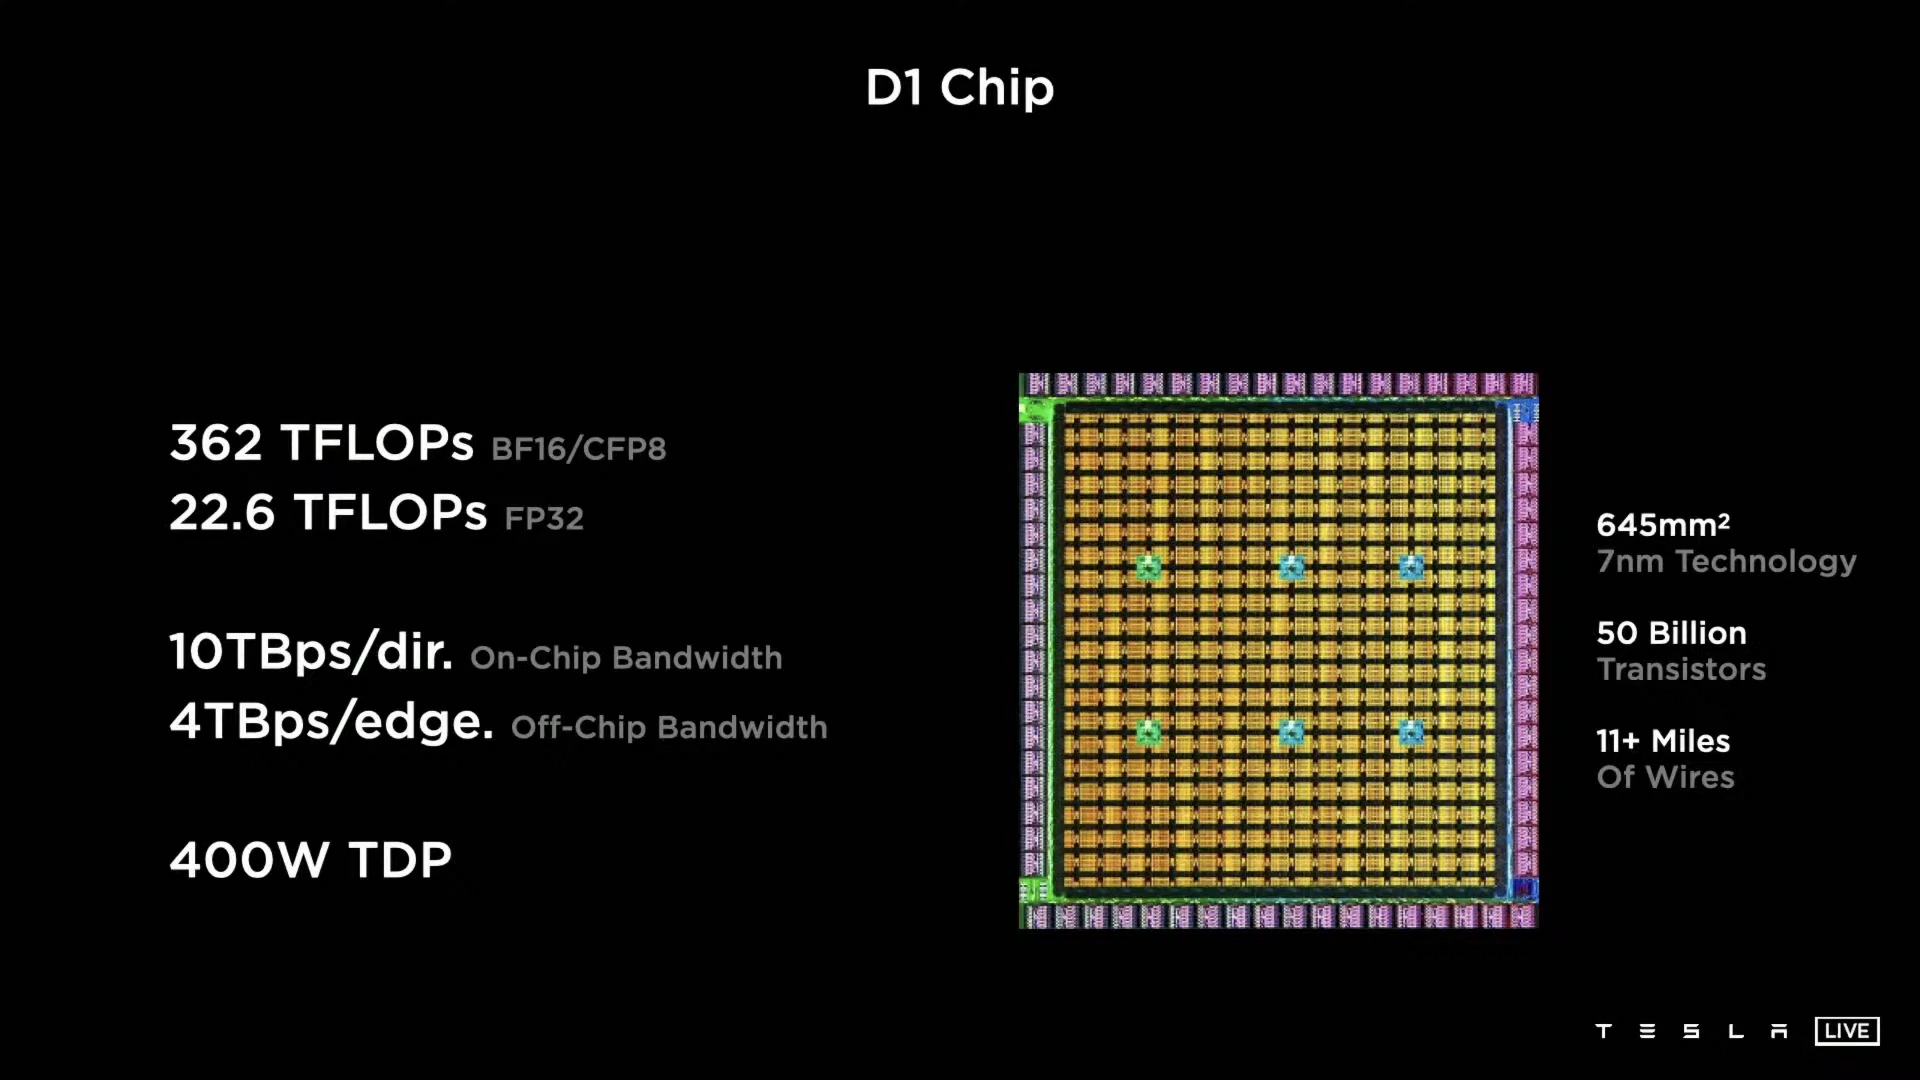 D1 Chip
362 TFLOPs BF16/CFP8
22.6 TFLOPs FP32
10TBps/dir. On-Chip Bandwidth
4TBps/edge. Off-Chip Bandwidth
400W TDP
645mm²
7nm Technology
50 Billion
Transistors
11+ Miles
Of Wires
TESLA LIVE